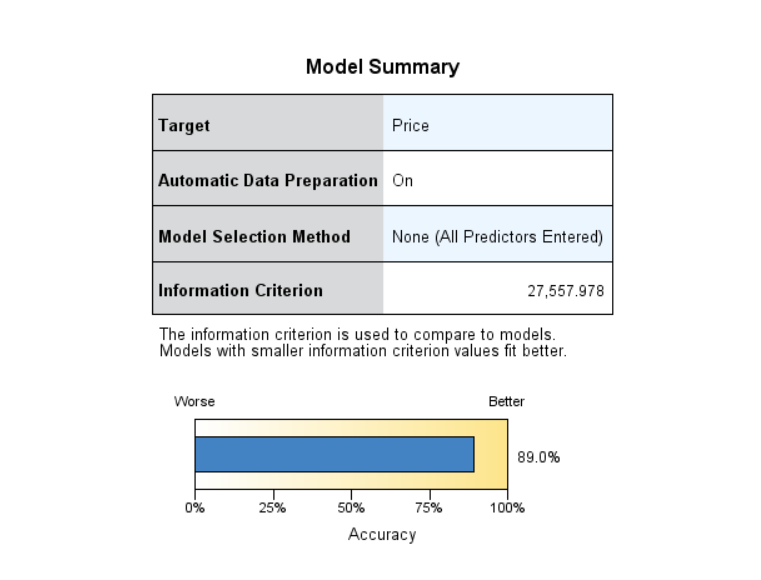 Model Summary
Target Price
Automatic Data Preparation On
Model Selection Method None (All Predictors Entered)
Information Criterion 27,557.978
The information criterion is used to compare to models.
Models with smaller information criterion values fit better.
Worse Better
89.0%
0% 25% 50% 75% 100%
Accuracy